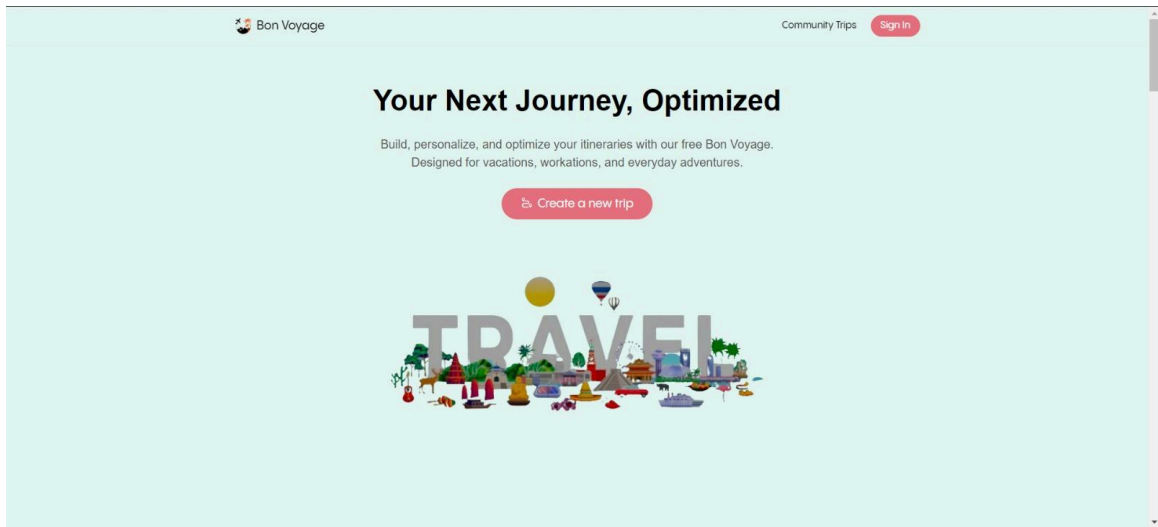 Bon Voyage
Community Trips
Sign In
Your Next Journey, Optimized
Build, personalize, and optimize your itineraries with our free Bon Voyage.
Designed for vacations, workations, and everyday adventures.
Create a new trip
TRAVEL